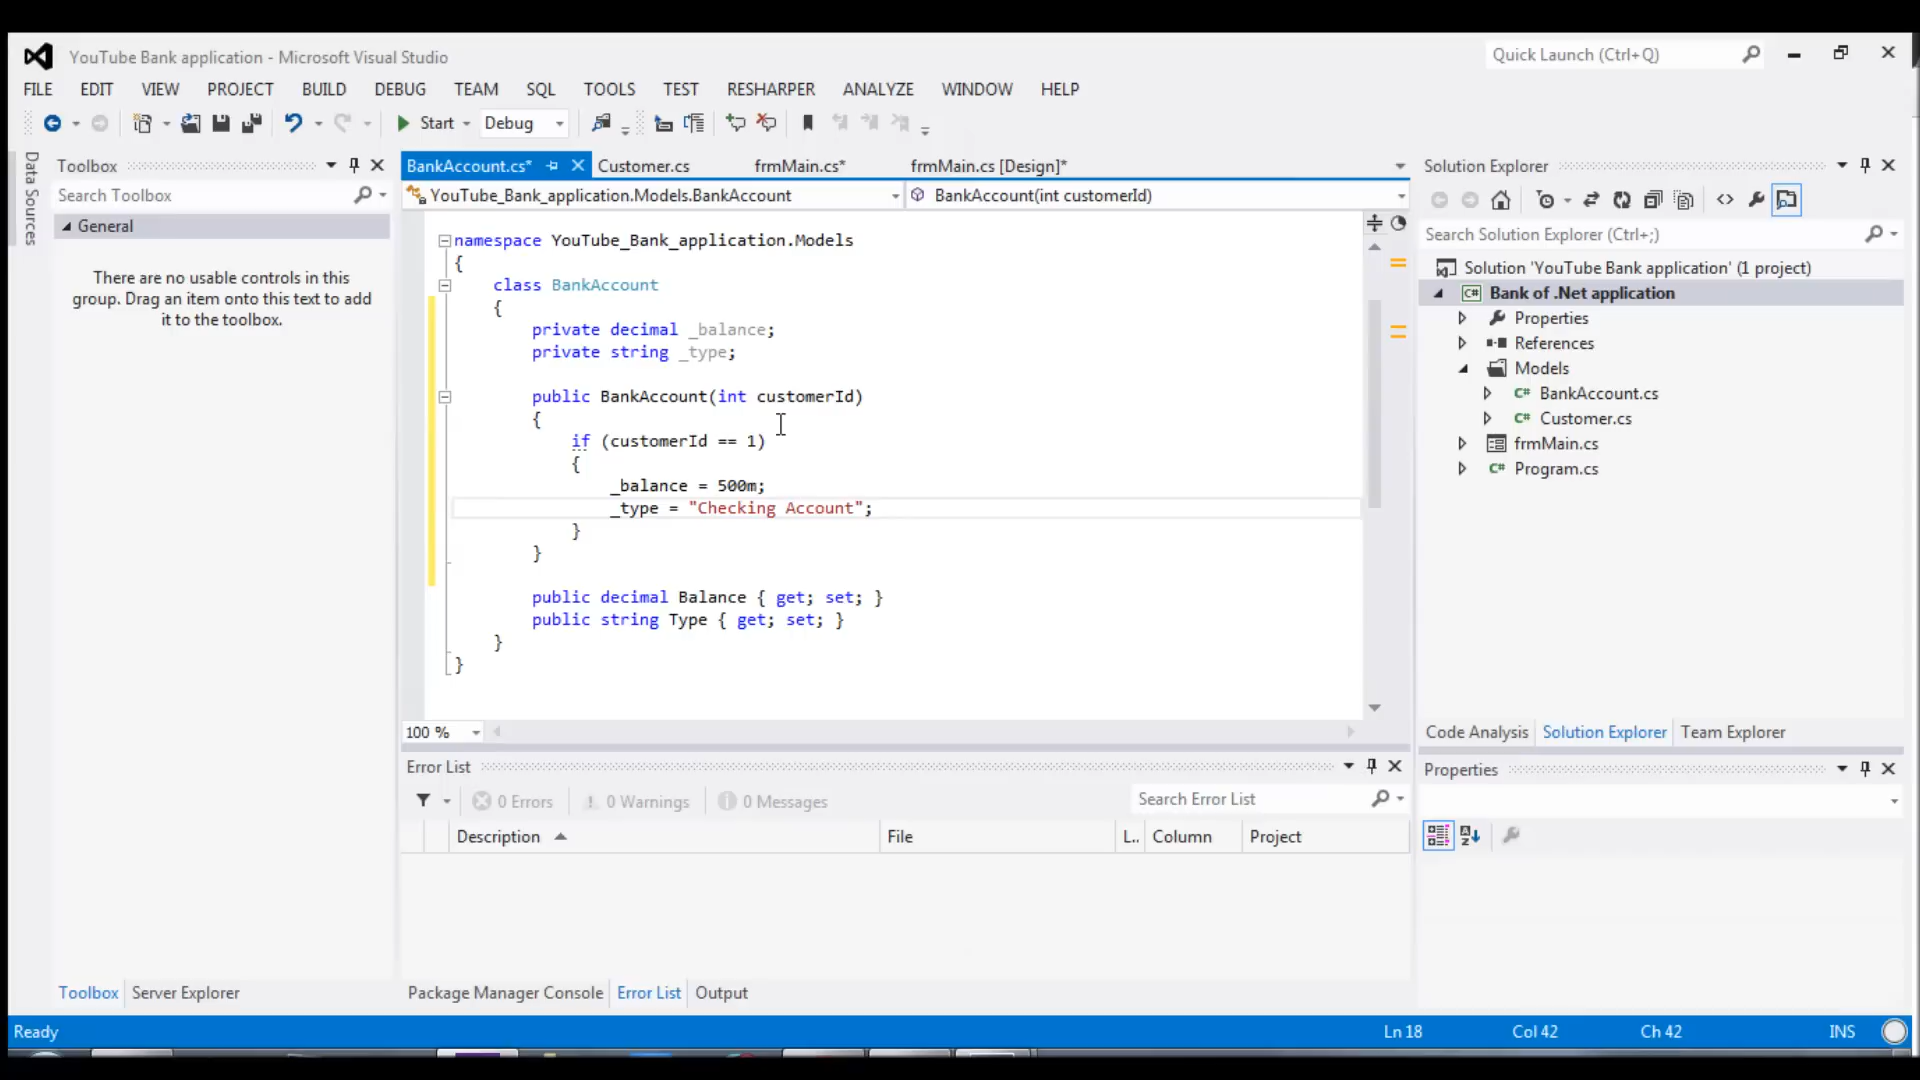 YouTube Bank application - Microsoft Visual Studio
Quick Launch (Ctrl+Q)
FILE EDIT VIEW PROJECT BUILD DEBUG TEAM SQL TOOLS TEST RESHARPER ANALYZE WINDOW HELP
Start Debug
Data Sources
Toolbox
Search Toolbox
General
There are no usable controls in this
group. Drag an item onto this text to add
it to the toolbox.
Toolbox Server Explorer
BankAccount.cs* Customer.cs frmMain.cs* frmMain.cs [Design]*
YouTube_Bank_application.Models.BankAccount BankAccount(int customerId)
namespace YouTube_Bank_application.Models
{
class BankAccount
{
private decimal _balance;
private string _type;
public BankAccount(int customerId)
{
if (customerId == 1)
{
_balance = 500m;
_type = "Checking Account";
}
}
public decimal Balance { get; set; }
public string Type { get; set; }
}
}
100 %
Error List
0 Errors 0 Warnings 0 Messages Search Error List
Description File L.. Column Project
Package Manager Console Error List Output
Solution Explorer
Search Solution Explorer (Ctrl+;)
Solution 'YouTube Bank application' (1 project)
C# Bank of .Net application
Properties
References
Models
C# BankAccount.cs
C# Customer.cs
frmMain.cs
C# Program.cs
Code Analysis Solution Explorer Team Explorer
Properties
Ready Ln 18 Col 42 Ch 42 INS